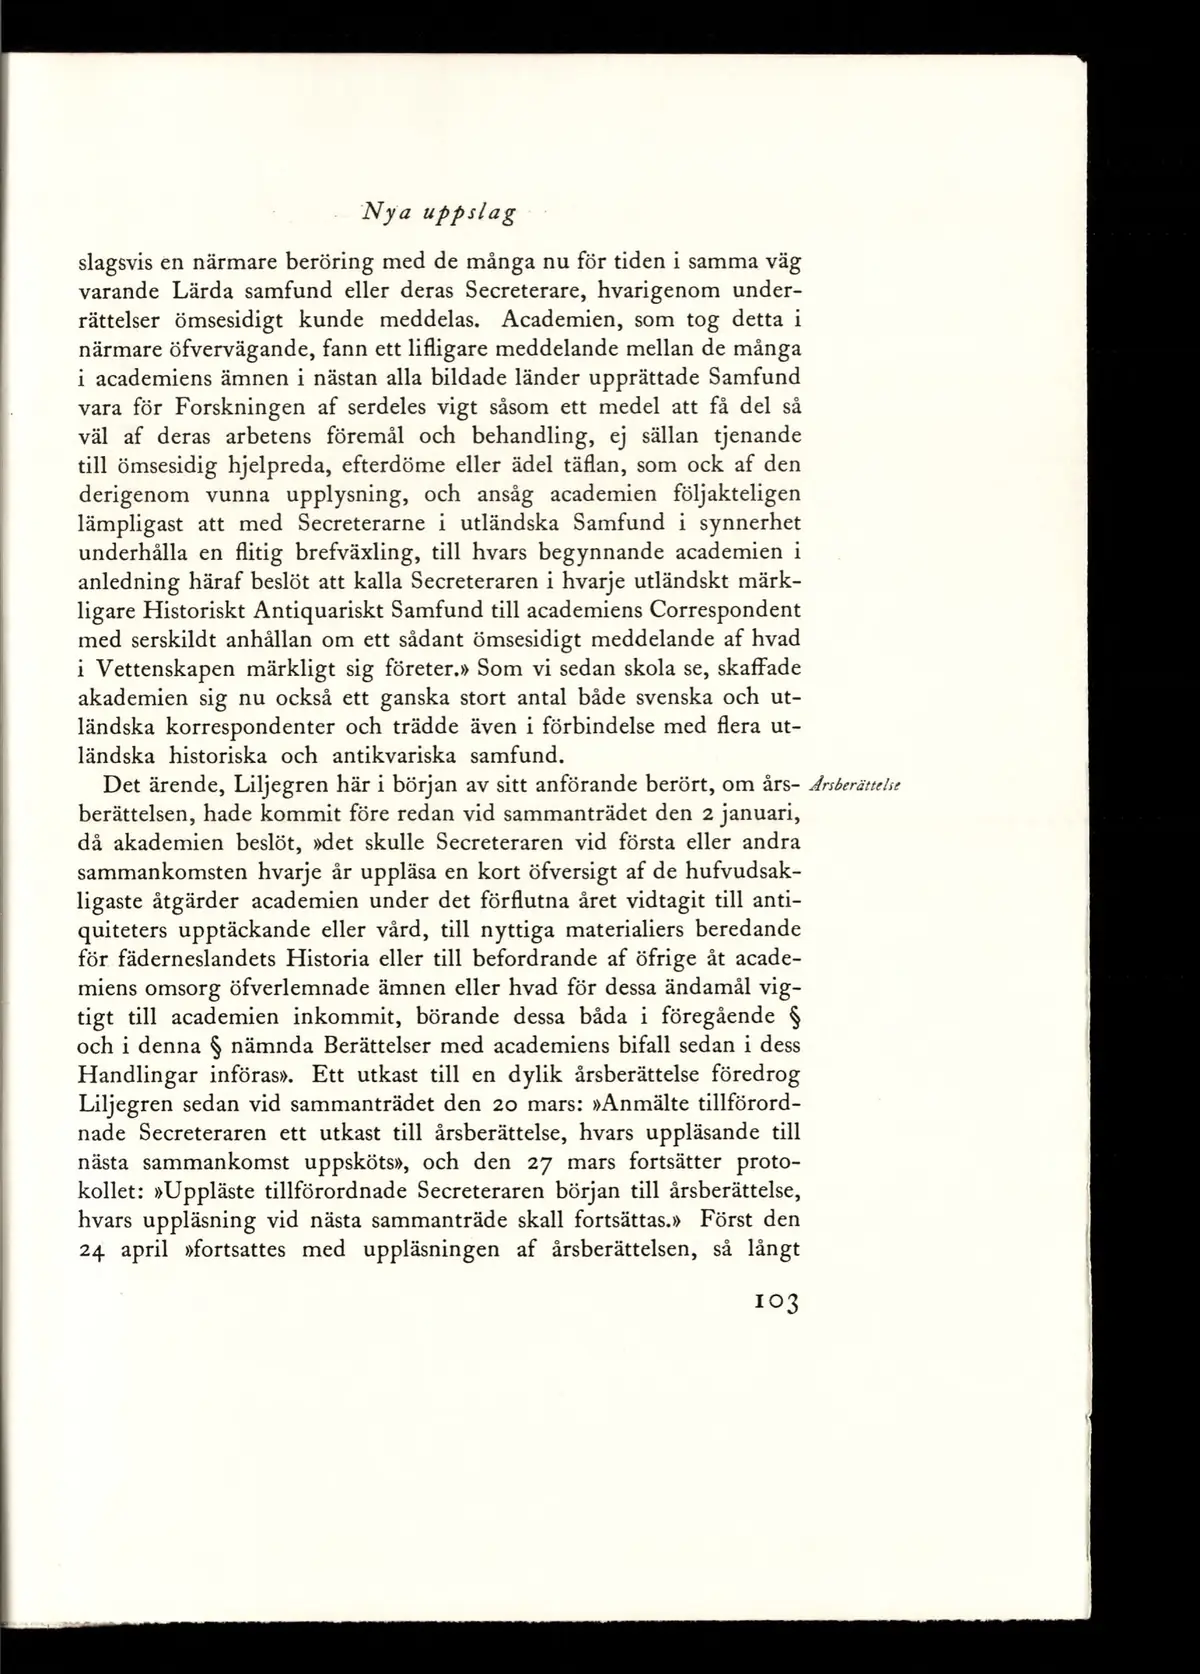 Nya uppslag
slagsvis en närmare beröring med de många nu för tiden i samma väg
varande Lärda samfund eller deras Secreterare, hvarigenom under-
rättelser ömsesidigt kunde meddelas. Academien, som tog detta i
närmare öfvervägande, fann ett lifligare meddelande mellan de många
i academiens ämnen i nästan alla bildade länder upprättade Samfund
vara för Forskningen af serdeles vigt såsom ett medel att få del så
väl af deras arbetens föremål och behandling, ej sällan tjenande
till ömsesidig hjelpreda, efterdöme eller ädel täflan, som ock af den
derigenom vunna upplysning, och ansåg academien följakteligen
lämpligast att med Secreterarne i utländska Samfund i synnerhet
underhålla en flitig brefväxling, till hvars begynnande academien i
anledning häraf beslöt att kalla Secreteraren i hvarje utländskt märk-
ligare Historiskt Antiquariskt Samfund till academiens Correspondent
med serskildt anhållan om ett sådant ömsesidigt meddelande af hvad
i Vettenskapen märkligt sig företer.» Som vi sedan skola se, skaffade
akademien sig nu också ett ganska stort antal både svenska och ut-
ländska korrespondenter och trädde även i förbindelse med flera ut-
ländska historiska och antikvariska samfund.
Det ärende, Liljegren här i början av sitt anförande berört, om års- Årsberättelse
berättelsen, hade kommit före redan vid sammanträdet den 2 januari,
då akademien beslöt, »det skulle Secreteraren vid första eller andra
sammankomsten hvarje år uppläsa en kort öfversigt af de hufvudsak-
ligaste åtgärder academien under det förflutna året vidtagit till anti-
quiteters upptäckande eller vård, till nyttiga materialiers beredande
för fäderneslandets Historia eller till befordrande af öfrige åt acade-
miens omsorg öfverlemnade ämnen eller hvad för dessa ändamål vig-
tigt till academien inkommit, börande dessa båda i föregående §
och i denna § nämnda Berättelser med academiens bifall sedan i dess
Handlingar införas». Ett utkast till en dylik årsberättelse föredrog
Liljegren sedan vid sammanträdet den 20 mars: »Anmälte tillförord-
nade Secreteraren ett utkast till årsberättelse, hvars uppläsande till
nästa sammankomst uppsköts», och den 27 mars fortsätter proto-
kollet: »Uppläste tillförordnade Secreteraren början till årsberättelse,
hvars uppläsning vid nästa sammanträde skall fortsättas.» Först den
24 april »fortsattes med uppläsningen af årsberättelsen, så långt
103